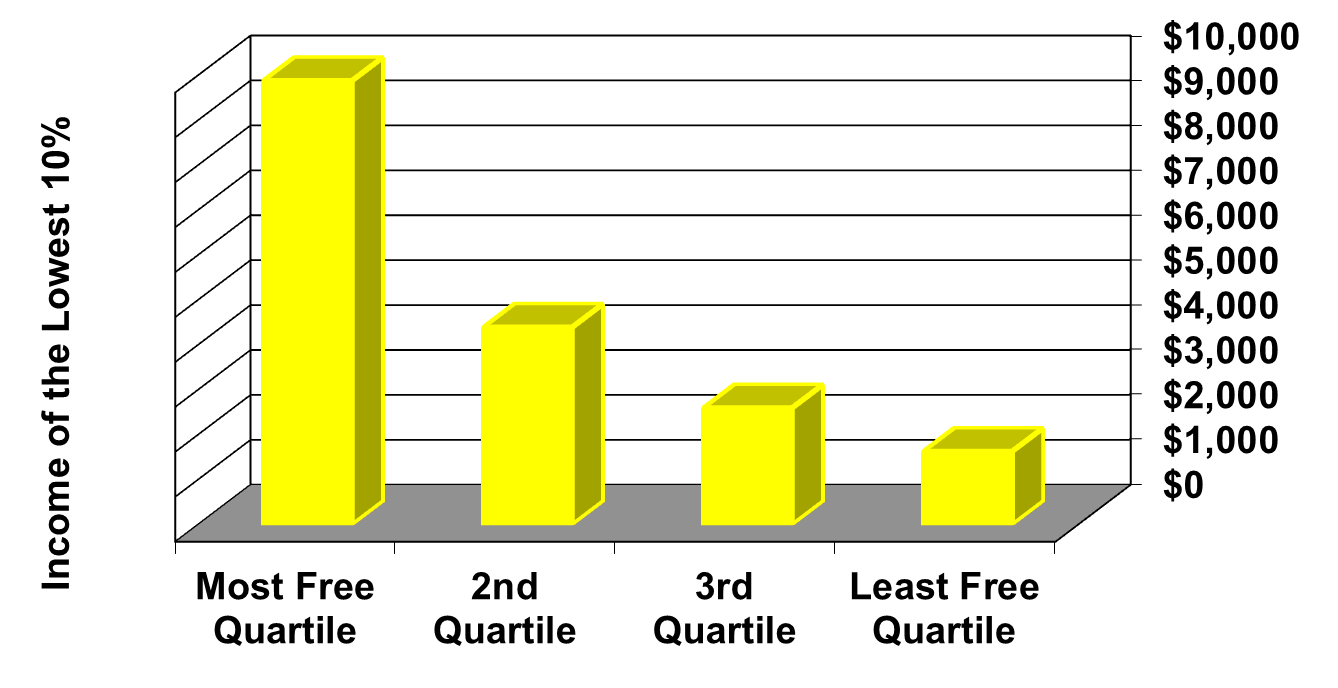 Income of the Lowest 10%
$10,000
$9,000
$8,000
$7,000
$6,000
$5,000
$4,000
$3,000
$2,000
$1,000
$0
Most Free
Quartile
2nd
Quartile
3rd
Quartile
Least Free
Quartile